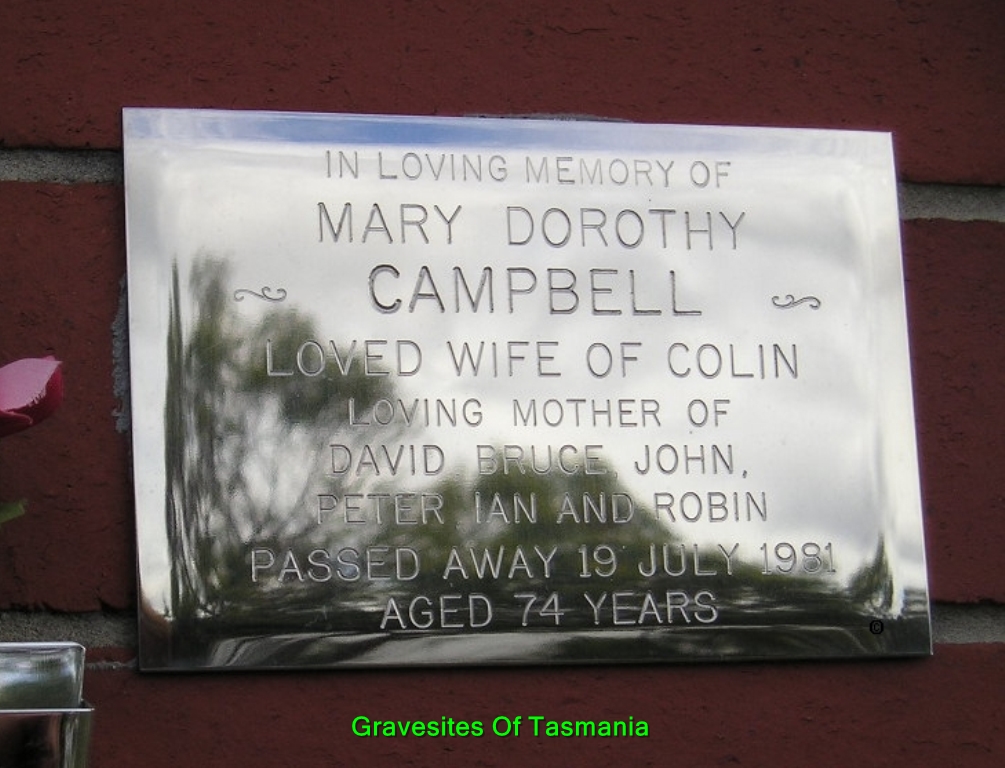 IN LOVING MEMORY OF
MARY DOROTHY
CAMPBELL
LOVED WIFE OF COLIN
LOVING MOTHER OF
DAVID, BRUCE, JOHN,
PETER, IAN AND ROBIN
PASSED AWAY 19 JULY 1981
AGED 74 YEARS
©
Gravesites Of Tasmania